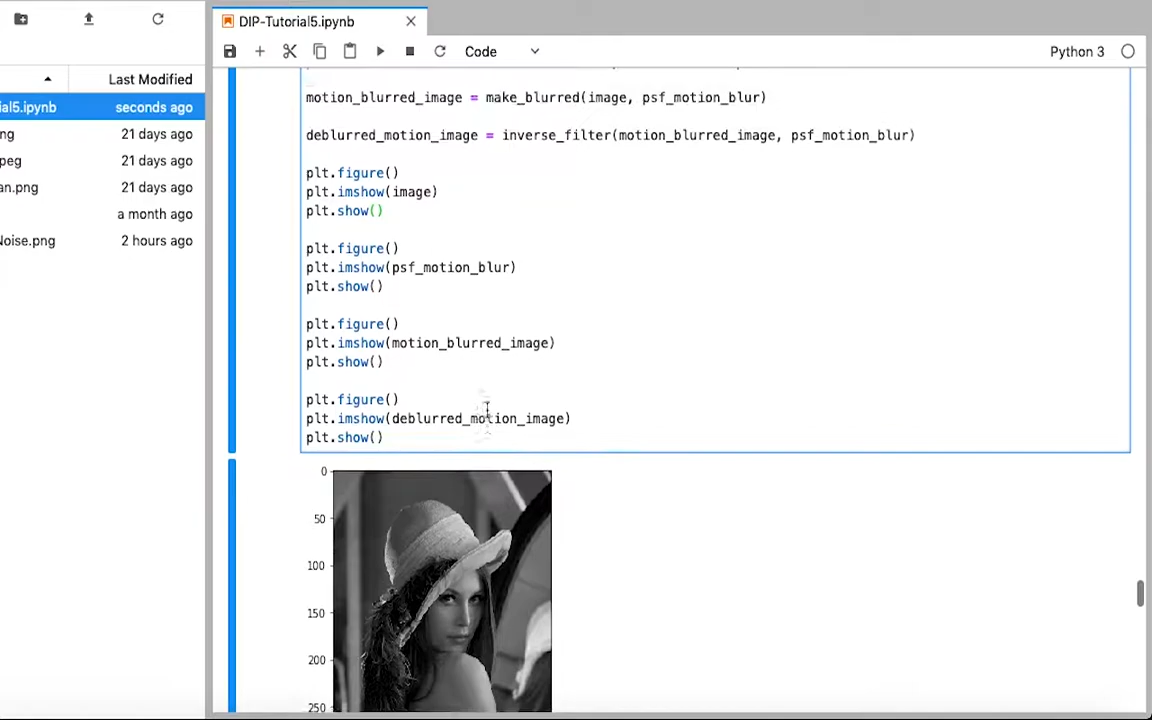 DIP-Tutorial5.ipynb
Code
Python 3
Last Modified
ial5.ipynb seconds ago
ng 21 days ago
peg 21 days ago
an.png 21 days ago
a month ago
Noise.png 2 hours ago
motion_blurred_image = make_blurred(image, psf_motion_blur)
deblurred_motion_image = inverse_filter(motion_blurred_image, psf_motion_blur)
plt.figure()
plt.imshow(image)
plt.show()
plt.figure()
plt.imshow(psf_motion_blur)
plt.show()
plt.figure()
plt.imshow(motion_blurred_image)
plt.show()
plt.figure()
plt.imshow(deblurred_motion_image)
plt.show()
0
50
100
150
200
250